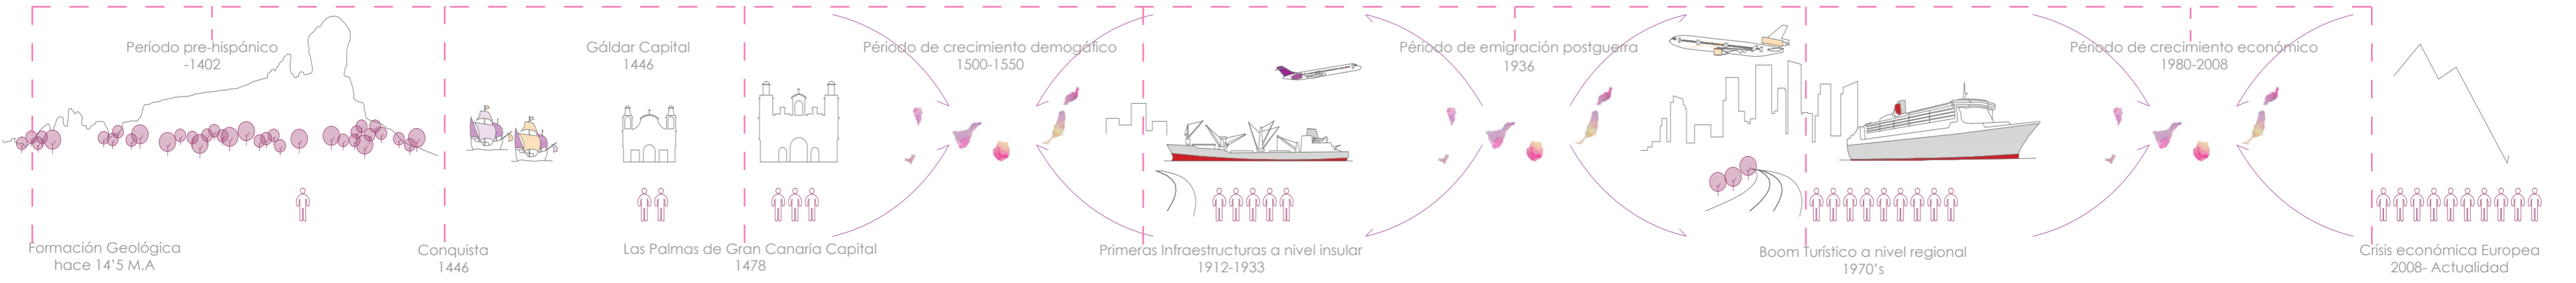 Período pre-hispánico
-1402
Gáldar Capital
1446
Périodo de crecimiento demogáfico
1500-1550
Périodo de emigración postguerra
1936
Périodo de crecimiento económico
1980-2008
Formación Geológica
hace 14'5 M.A
Conquista
1446
Las Palmas de Gran Canaria Capital
1478
Primeras Infraestructuras a nivel insular
1912-1933
Boom Turístico a nivel regional
1970's
Crísis económica Europea
2008- Actualidad